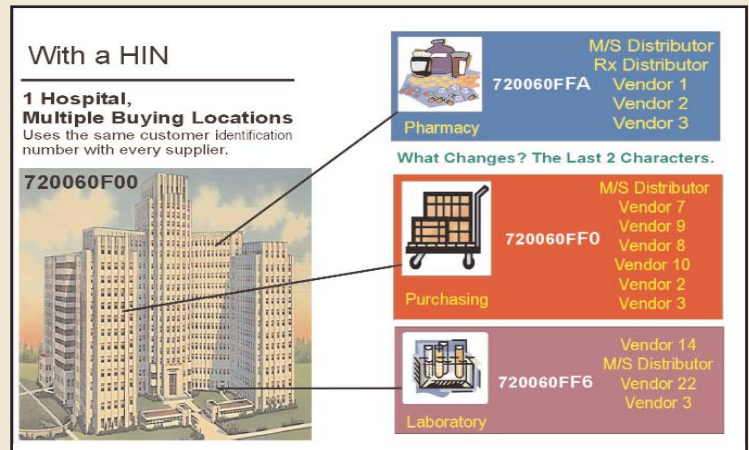 With a HIN
1 Hospital,
Multiple Buying Locations
Uses the same customer identification
number with every supplier.
720060F00
M/S Distributor
Rx Distributor
720060FFA
Vendor 1
Vendor 2
Vendor 3
Pharmacy
What Changes? The Last 2 Characters.
M/S Distributor
Vendor 7
Vendor 9
720060FF0
Vendor 8
Vendor 10
Vendor 2
Vendor 3
Purchasing
Vendor 14
M/S Distributor
720060FF6
Vendor 22
Vendor 3
Laboratory